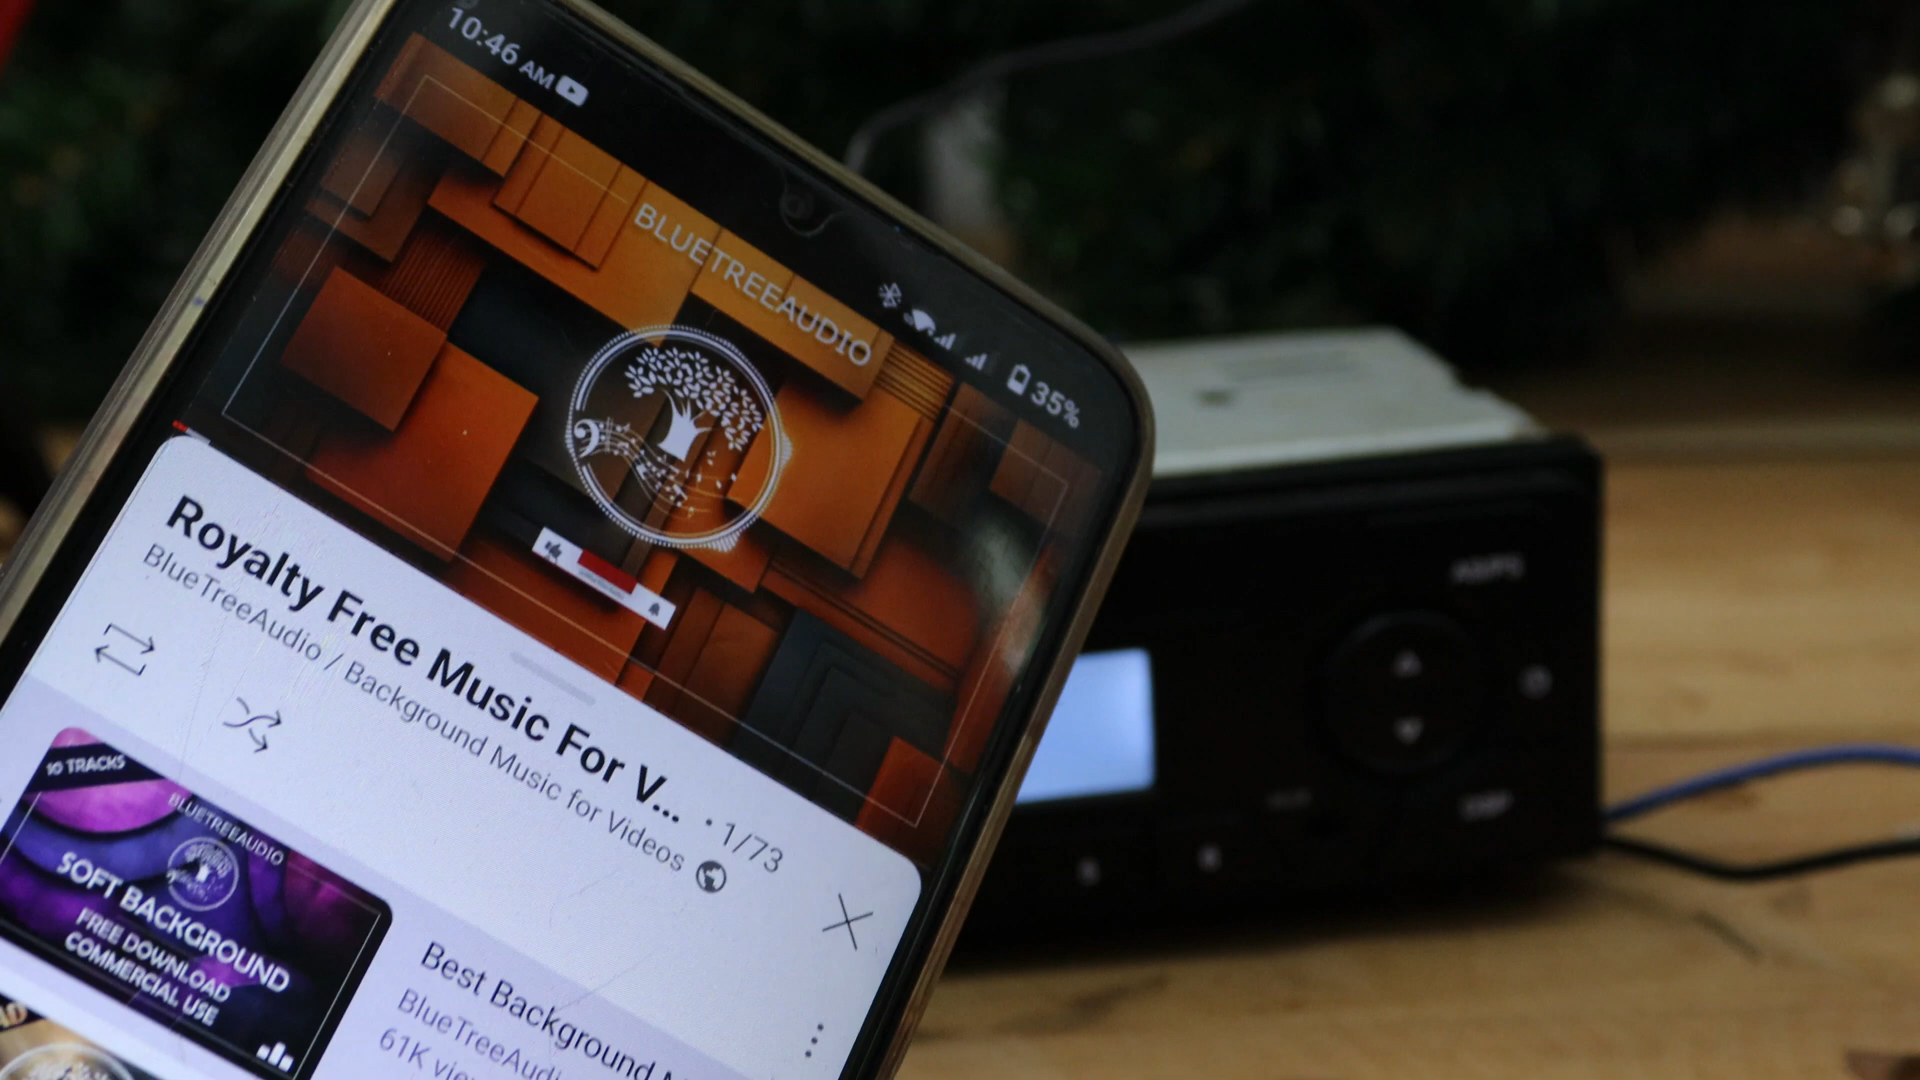 10:46 AM
35%
BLUETREEAUDIO
Royalty Free Music For V... · 1/73
BlueTreeAudio / Background Music for Videos
10 TRACKS
BLUETREEAUDIO
SOFT BACKGROUND
FREE DOWNLOAD
COMMERCIAL USE
Best Background
BlueTreeAudi
61K vie